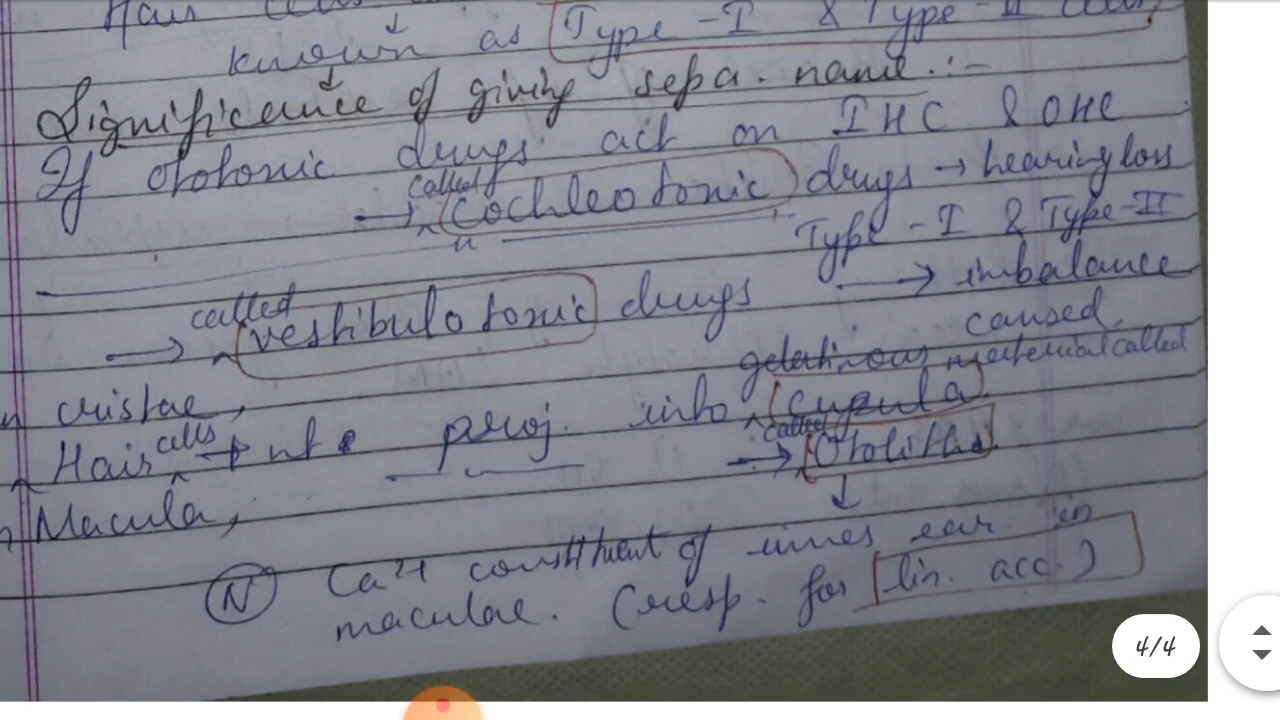 Hair cells
known as Type-I & Type-II cells.
Significance of giving sepa. name :-
If ototoxic drugs act on IHC & OHC
→ called cochleotoxic drugs → hearing loss
" Type-I & Type-II
→ called vestibulotoxic drugs → imbalance
caused
cristae, gelatinous material called
Hair cells → proj. into cupula
Macula, → called Otoliths
↓
(N) Ca2+ constituent of inner ear in
maculae. (resp. for lin. acc.)
4/4